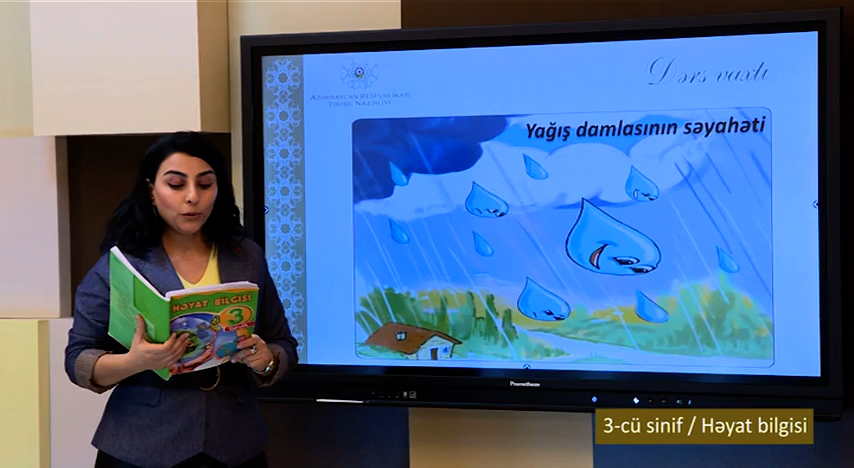 Dərs vaxtı
AZƏRBAYCAN RESPUBLİKASI
TƏHSİL NAZİRLİYİ
Yağış damlasının səyahəti
HƏYAT BİLGİSİ
3
Promethean
3-cü sinif / Həyat bilgisi